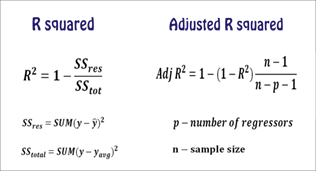 R squared
R² = 1 − SSres / SStot
SSres = SUM(y − ŷ)²
SStotal = SUM(y − yavg)²
Adjusted R squared
Adj R² = 1 − (1 − R²) n − 1 / n − p − 1
p − number of regressors
n − sample size